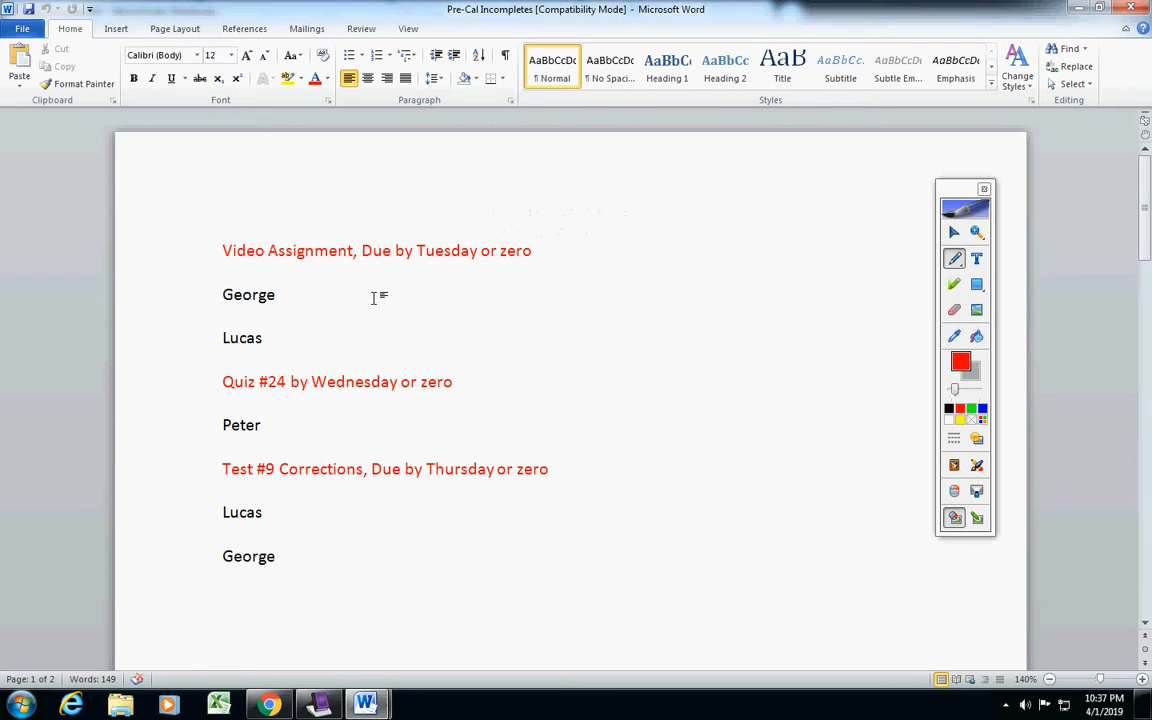 Pre-Cal Incompletes [Compatibility Mode] - Microsoft Word
File Home Insert Page Layout References Mailings Review View
Cut
Copy
Format Painter
Paste
Clipboard
Calibri (Body) 12
Font
Paragraph
AaBbCcDc AaBbCcDc AaBbCc AaBbCc AaB AaBbCc. AaBbCcDc AaBbCcDc
¶ Normal ¶ No Spaci... Heading 1 Heading 2 Title Subtitle Subtle Em... Emphasis
Styles
Change Styles
Find
Replace
Select
Editing
Video Assignment, Due by Tuesday or zero
George
Lucas
Quiz #24 by Wednesday or zero
Peter
Test #9 Corrections, Due by Thursday or zero
Lucas
George
Page: 1 of 2 Words: 149 140%
10:37 PM
4/1/2019